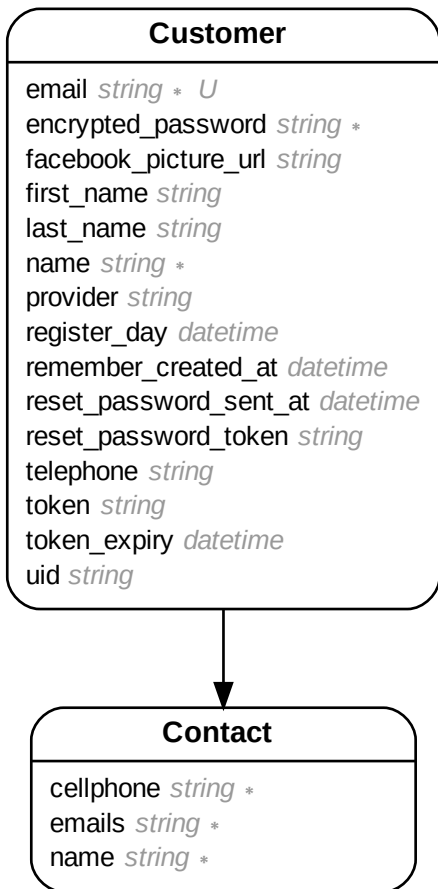 Customer
email string * U
encrypted_password string *
facebook_picture_url string
first_name string
last_name string
name string *
provider string
register_day datetime
remember_created_at datetime
reset_password_sent_at datetime
reset_password_token string
telephone string
token string
token_expiry datetime
uid string
Contact
cellphone string *
emails string *
name string *